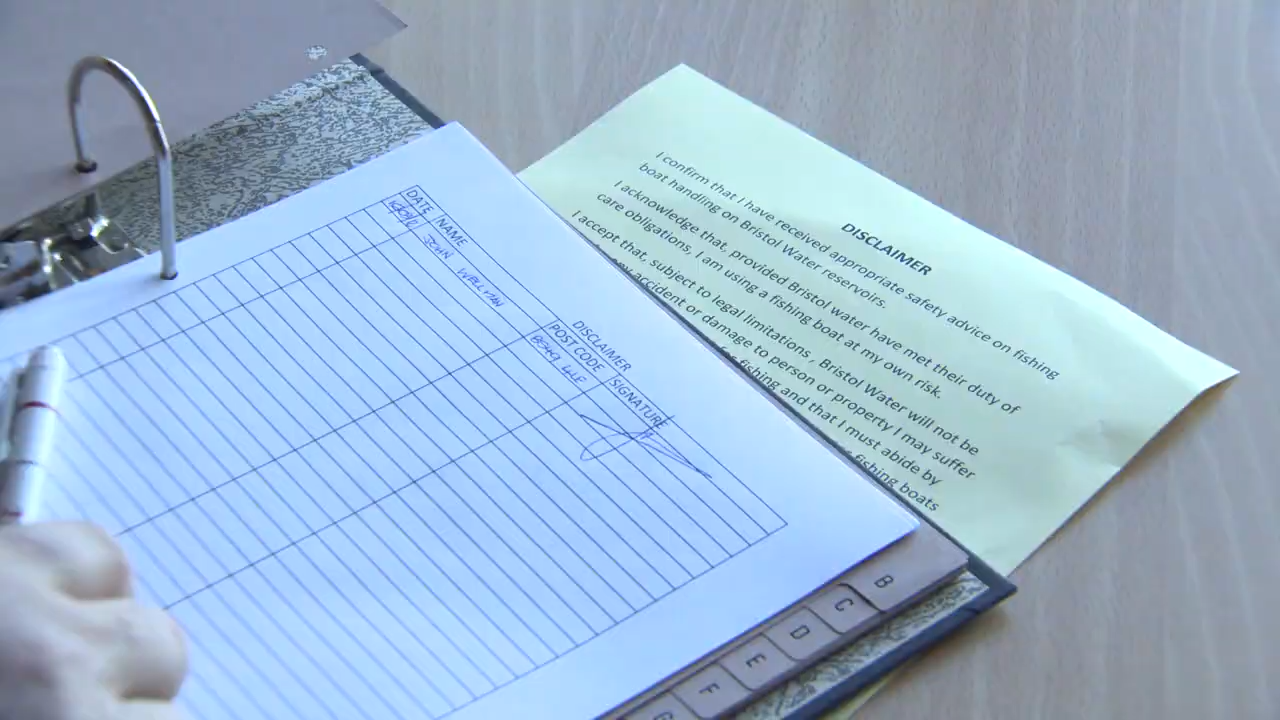 DISCLAIMER
I confirm that I have received appropriate safety advice on fishing
boat handling on Bristol Water reservoirs.
I acknowledge that, provided Bristol water have met their duty of
care obligations, I am using a fishing boat at my own risk.
I accept that, subject to legal limitations, Bristol Water will not be
accident or damage to person or property I may suffer
fishing and that I must abide by
fishing boats
DISCLAIMER
DATE NAME POST CODE SIGNATURE
JOHN
B
C
D
E
F
G